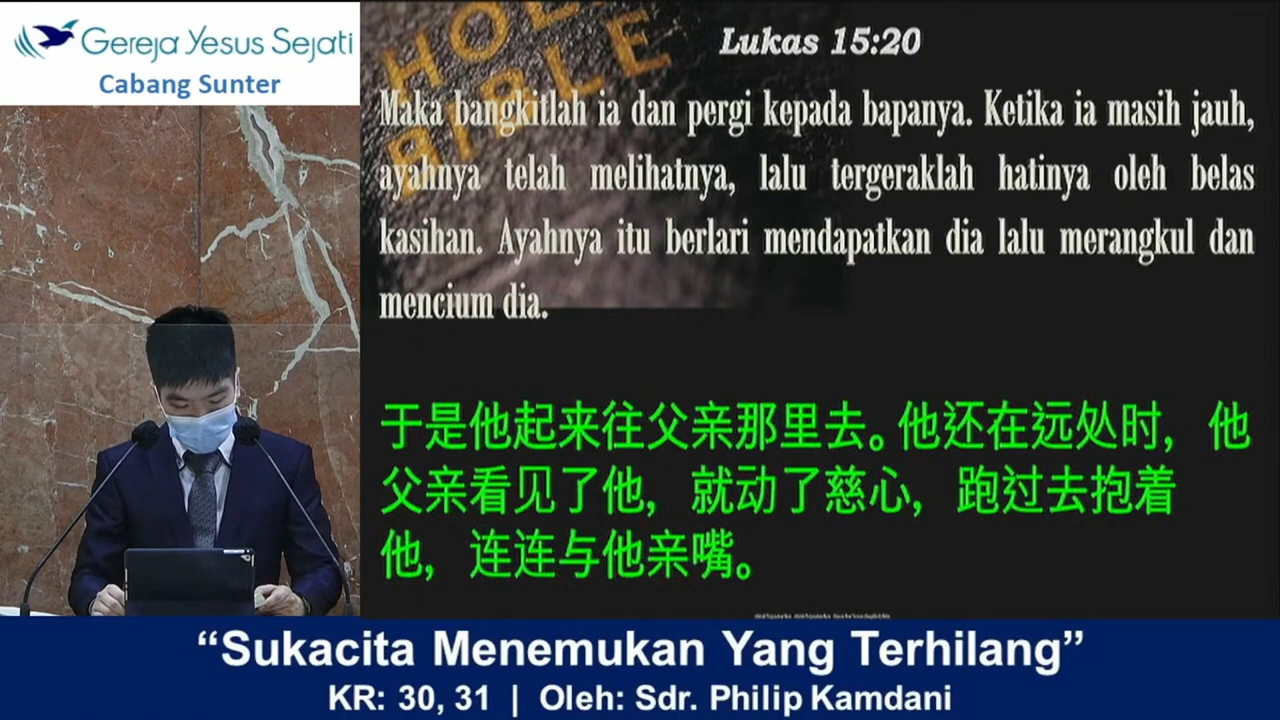 Gereja Yesus Sejati
Cabang Sunter
HOLY
BIBLE
Lukas 15:20
Maka bangkitlah ia dan pergi kepada bapanya. Ketika ia masih jauh,
ayahnya telah melihatnya, lalu tergeraklah hatinya oleh belas
kasihan. Ayahnya itu berlari mendapatkan dia lalu merangkul dan
mencium dia.
于是他起来往父亲那里去。他还在远处时，他
父亲看见了他，就动了慈心，跑过去抱着
他，连连与他亲嘴。
“Sukacita Menemukan Yang Terhilang”
KR: 30, 31 | Oleh: Sdr. Philip Kamdani